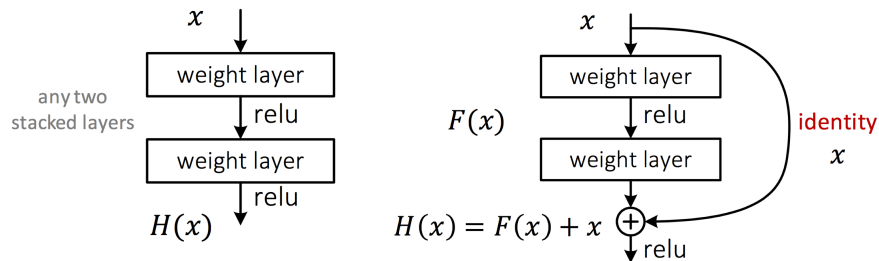 x
weight layer
any two
stacked layers
relu
weight layer
relu
H(x)
x
weight layer
F(x)
relu
identity
x
weight layer
H(x) = F(x) + x
+
relu